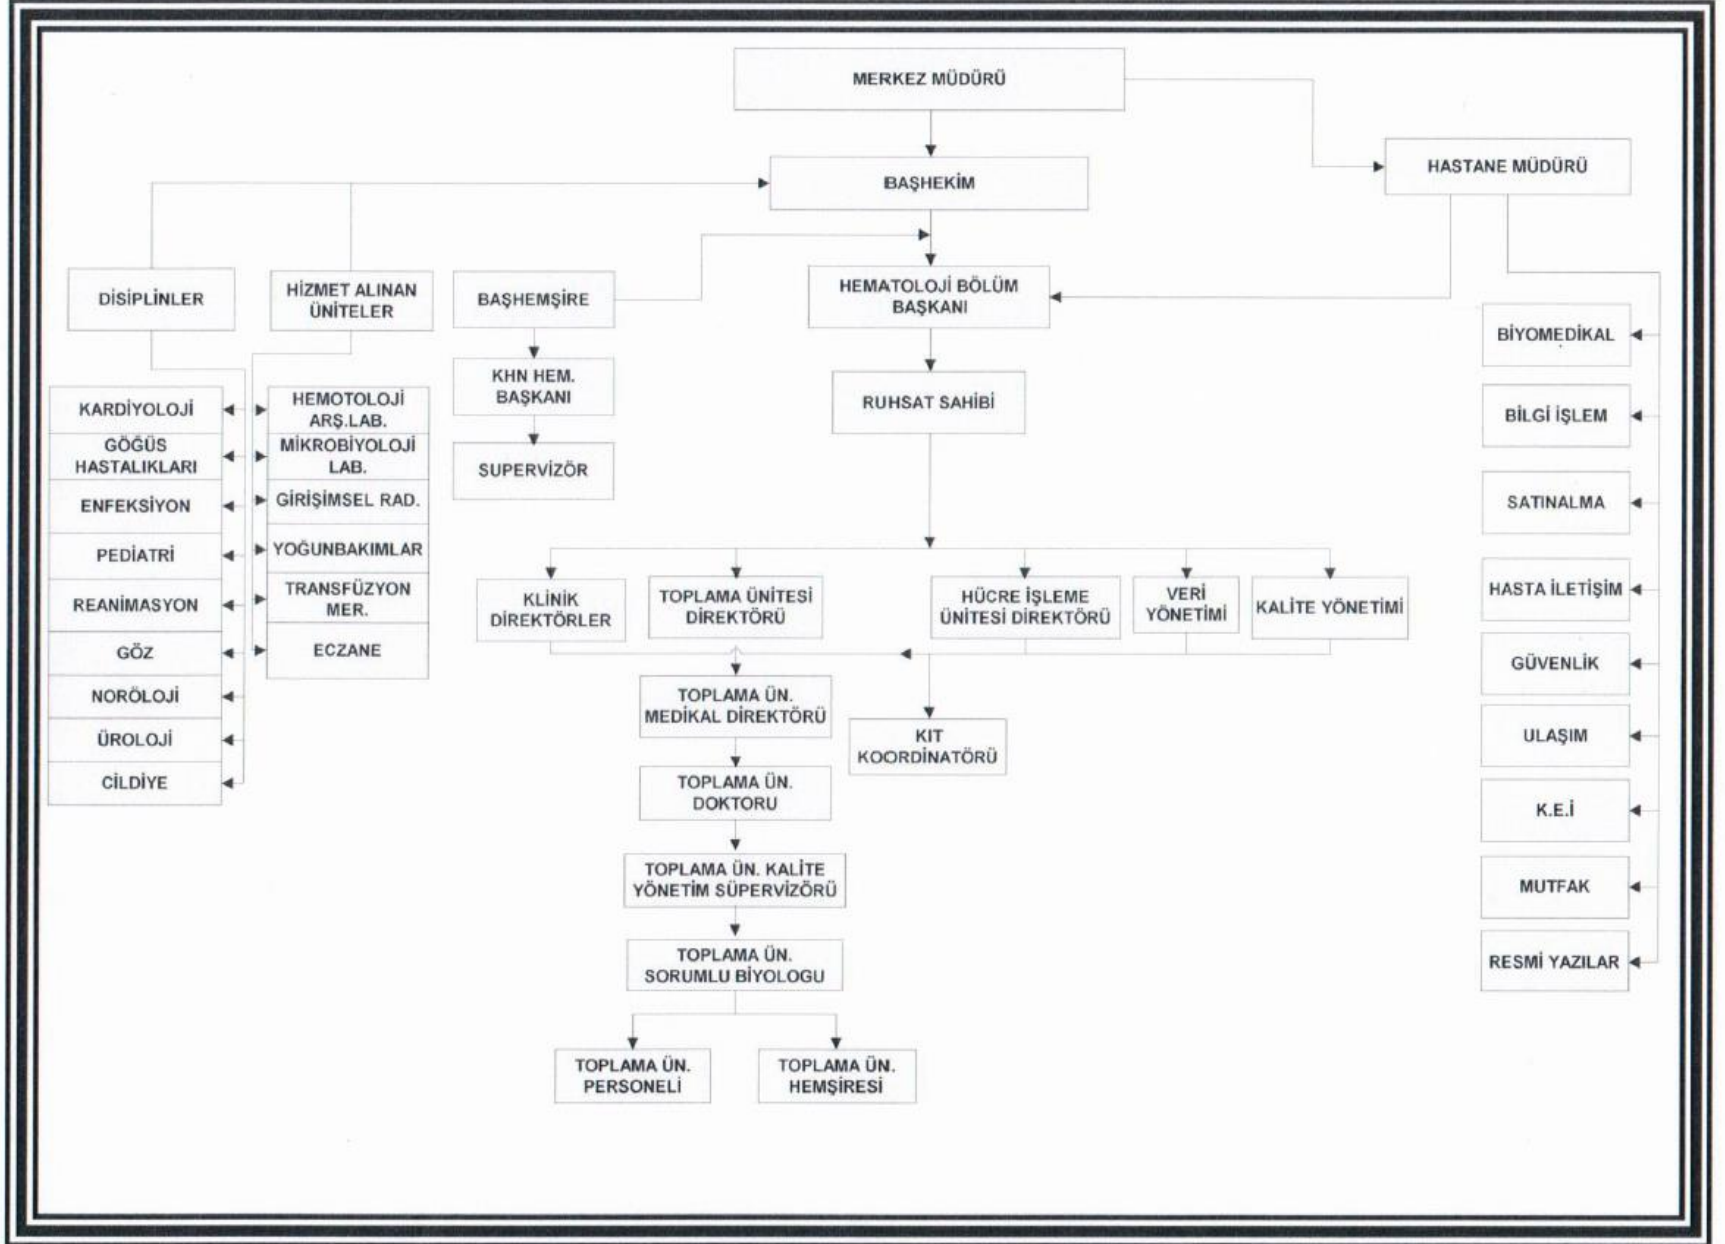 MERKEZ MÜDÜRÜ
HASTANE MÜDÜRÜ
BAŞHEKİM
DİSİPLİNLER
HİZMET ALINAN
ÜNİTELER
BAŞHEMŞİRE
HEMATOLOJİ BÖLÜM
BAŞKANI
KHN HEM.
BAŞKANI
SUPERVİZÖR
RUHSAT SAHİBİ
KARDİYOLOJİ
GÖĞÜS
HASTALIKLARI
ENFEKSİYON
PEDİATRİ
REANİMASYON
GÖZ
NORÖLOJİ
ÜROLOJİ
CİLDİYE
HEMOTOLOJİ
ARŞ.LAB.
MİKROBİYOLOJİ
LAB.
GİRİŞİMSEL RAD.
YOĞUNBAKIMLAR
TRANSFÜZYON
MER.
ECZANE
KLİNİK
DİREKTÖRLER
TOPLAMA ÜNİTESİ
DİREKTÖRÜ
HÜCRE İŞLEME
ÜNİTESİ DİREKTÖRÜ
VERİ
YÖNETİMİ
KALİTE YÖNETİMİ
TOPLAMA ÜN.
MEDİKAL DİREKTÖRÜ
KIT
KOORDİNATÖRÜ
TOPLAMA ÜN.
DOKTORU
TOPLAMA ÜN. KALİTE
YÖNETİM SÜPERVİZÖRÜ
TOPLAMA ÜN.
SORUMLU BİYOLOGU
TOPLAMA ÜN.
PERSONELİ
TOPLAMA ÜN.
HEMŞİRESİ
BİYOMEDİKAL
BİLGİ İŞLEM
SATINALMA
HASTA İLETİŞİM
GÜVENLİK
ULAŞIM
K.E.İ
MUTFAK
RESMİ YAZILAR